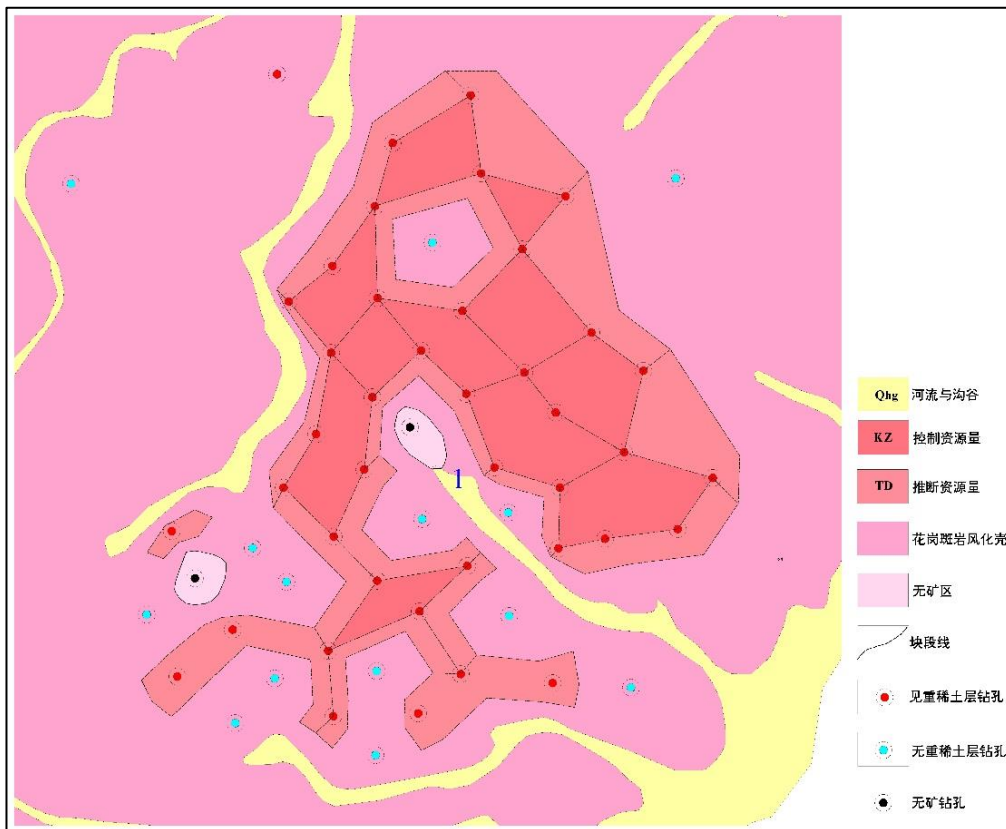 1
Qhg 河流与沟谷
KZ 控制资源量
TD 推断资源量
花岗斑岩风化壳
无矿区
块段线
见重稀土层钻孔
无重稀土层钻孔
无矿钻孔